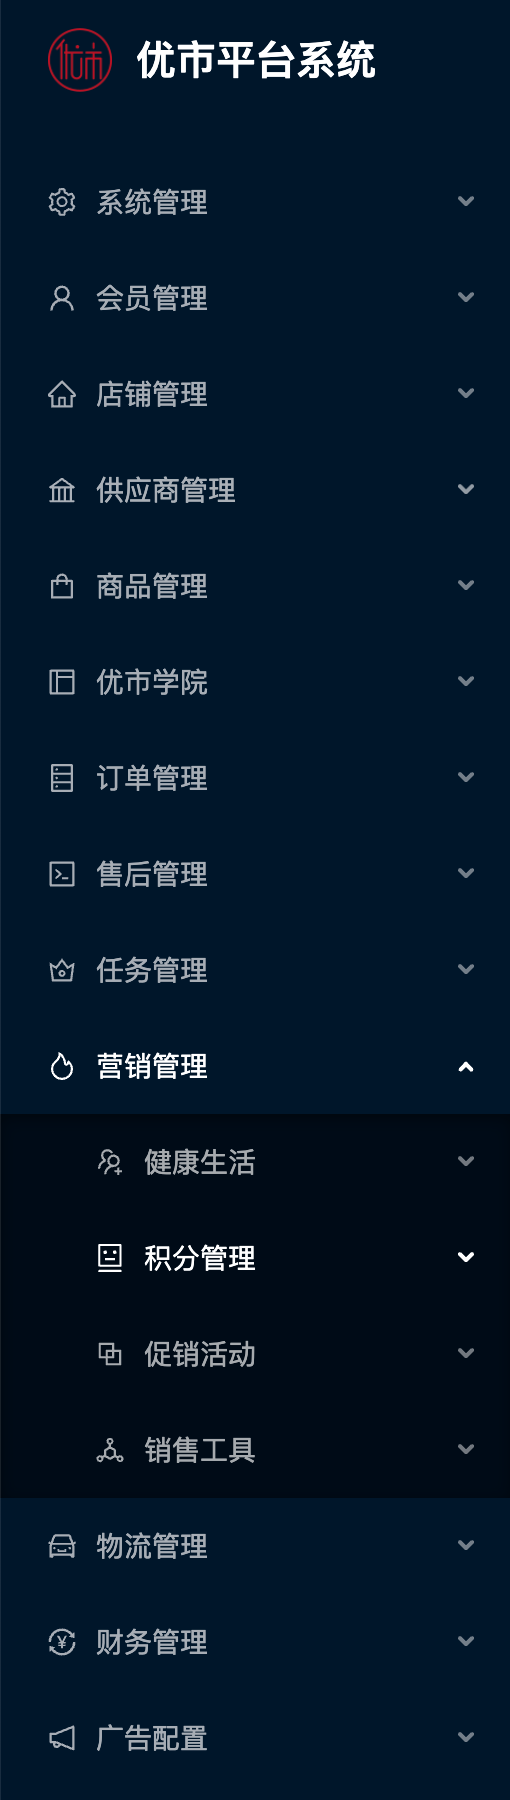 优市
优市平台系统
系统管理
会员管理
店铺管理
供应商管理
商品管理
优市学院
订单管理
售后管理
任务管理
营销管理
健康生活
积分管理
促销活动
销售工具
物流管理
财务管理
广告配置